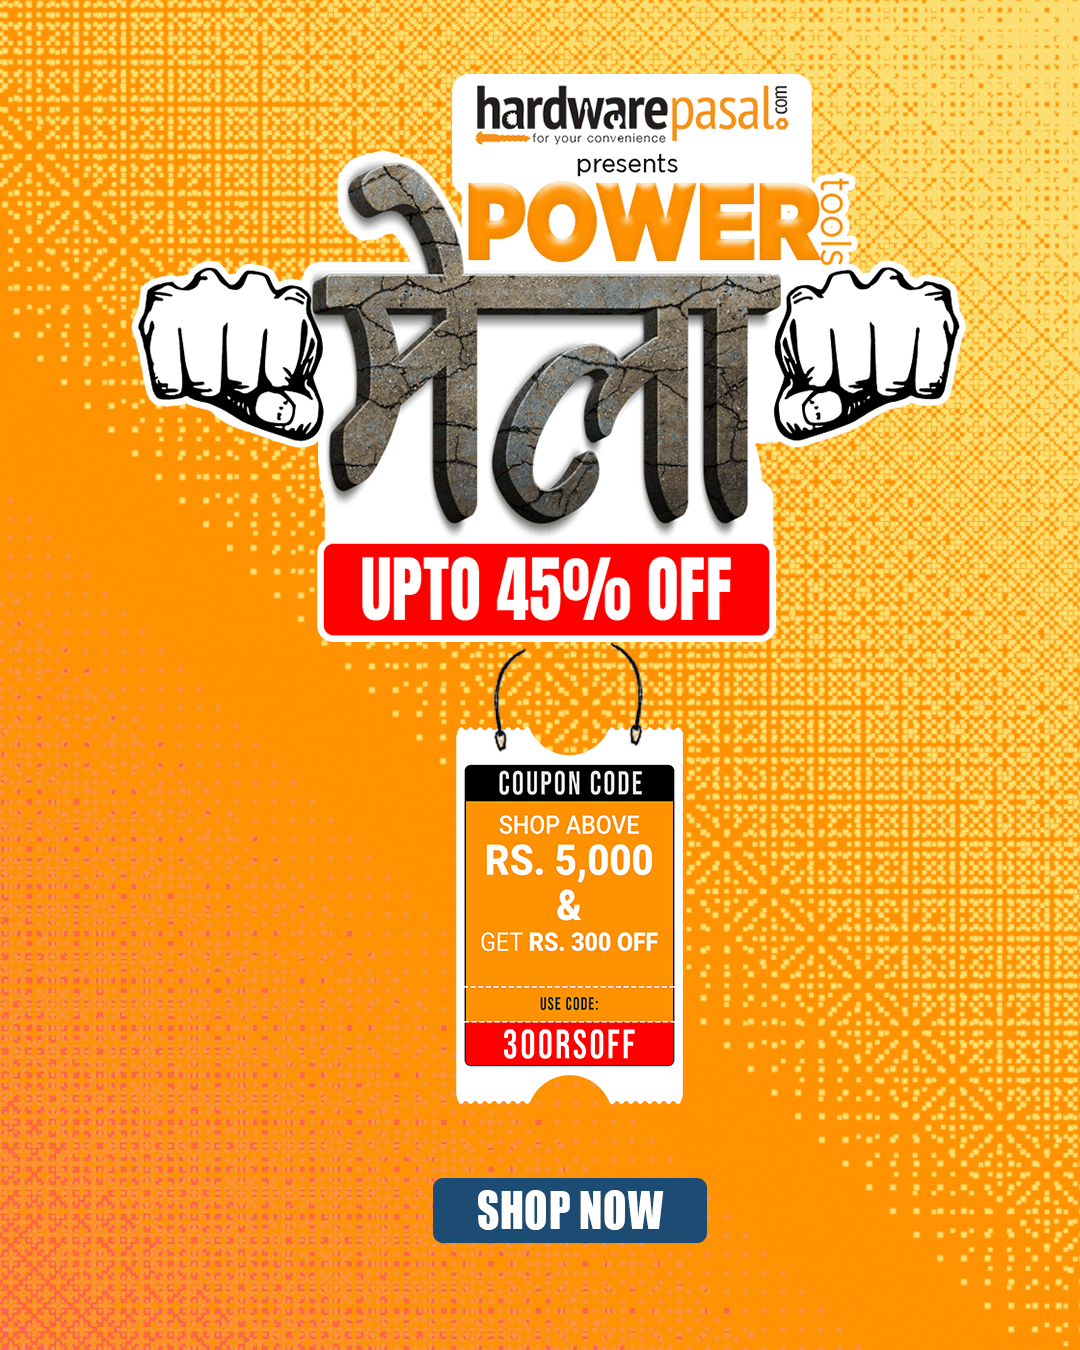 hardwarepasal.com
for your convenience
presents
POWER tools
मेला
UPTO 45% OFF
COUPON CODE
SHOP ABOVE
RS. 5,000
&
GET RS. 300 OFF
USE CODE:
300RSOFF
SHOP NOW